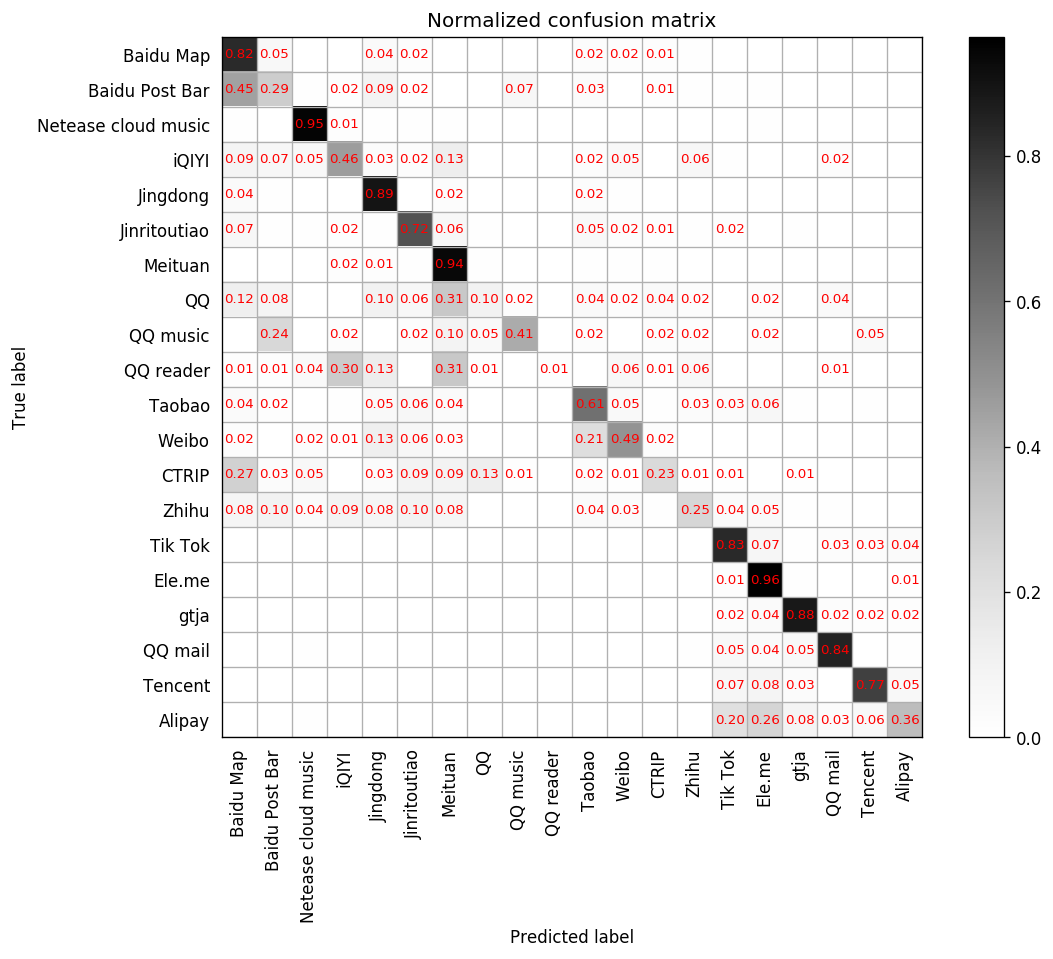 Normalized confusion matrix
Baidu Map 0.82 0.05 0.04 0.02 0.02 0.02 0.01
Baidu Post Bar 0.45 0.29 0.02 0.09 0.02 0.07 0.03 0.01
Netease cloud music 0.95 0.01
iQIYI 0.09 0.07 0.05 0.46 0.03 0.02 0.13 0.02 0.05 0.06 0.02
Jingdong 0.04 0.89 0.02 0.02
Jinritoutiao 0.07 0.02 0.72 0.06 0.05 0.02 0.01 0.02
Meituan 0.02 0.01 0.94
QQ 0.12 0.08 0.10 0.06 0.31 0.10 0.02 0.04 0.02 0.04 0.02 0.02 0.04
QQ music 0.24 0.02 0.02 0.10 0.05 0.41 0.02 0.02 0.02 0.02 0.05
QQ reader 0.01 0.01 0.04 0.30 0.13 0.31 0.01 0.01 0.06 0.01 0.06 0.01
Taobao 0.04 0.02 0.05 0.06 0.04 0.61 0.05 0.03 0.03 0.06
Weibo 0.02 0.02 0.01 0.13 0.06 0.03 0.21 0.49 0.02
CTRIP 0.27 0.03 0.05 0.03 0.09 0.09 0.13 0.01 0.02 0.01 0.23 0.01 0.01 0.01
Zhihu 0.08 0.10 0.04 0.09 0.08 0.10 0.08 0.04 0.03 0.25 0.04 0.05
Tik Tok 0.83 0.07 0.03 0.03 0.04
Ele.me 0.01 0.96 0.01
gtja 0.02 0.04 0.88 0.02 0.02 0.02
QQ mail 0.05 0.04 0.05 0.84
Tencent 0.07 0.08 0.03 0.77 0.05
Alipay 0.20 0.26 0.08 0.03 0.06 0.36
True label
Baidu Map
Baidu Post Bar
Netease cloud music
iQIYI
Jingdong
Jinritoutiao
Meituan
QQ
QQ music
QQ reader
Taobao
Weibo
CTRIP
Zhihu
Tik Tok
Ele.me
gtja
QQ mail
Tencent
Alipay
Predicted label
0.8
0.6
0.4
0.2
0.0